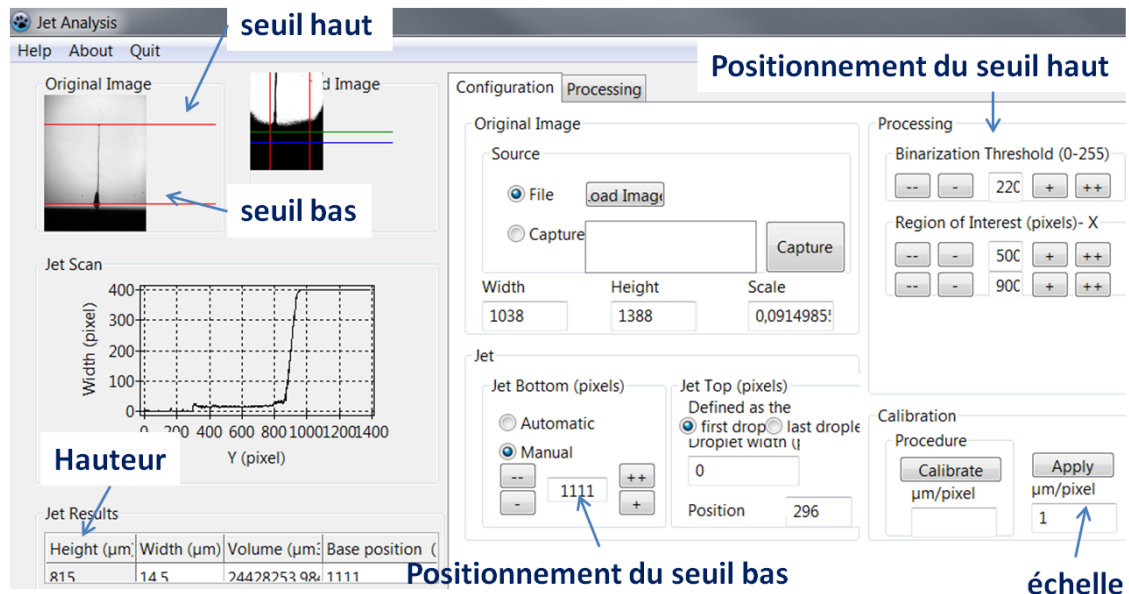 Jet Analysis
seuil haut
Help About Quit
Positionnement du seuil haut
Original Image
d Image
Configuration Processing
Original Image
Processing
Source
Binarization Threshold (0-255)
File
oad Image
-- - 220 + ++
seuil bas
Region of Interest (pixels)- X
Capture
Capture
-- - 500 + ++
-- - 900 + ++
Jet Scan
Width Height Scale
1038 1388 0,0914985
400
300
200
100
0
Width (pixel)
0 200 400 600 800 1000 1200 1400
Y (pixel)
Jet
Jet Bottom (pixels)
Automatic
Manual
-- ++
1111
- +
Jet Top (pixels)
Defined as the
first drop last drople
Droplet width (
0
Position 296
Calibration
Procedure
Calibrate Apply
µm/pixel µm/pixel
1
Hauteur
Jet Results
Height (µm) Width (µm) Volume (µm Base position (
815 14.5 24428253.98 1111
Positionnement du seuil bas
échelle